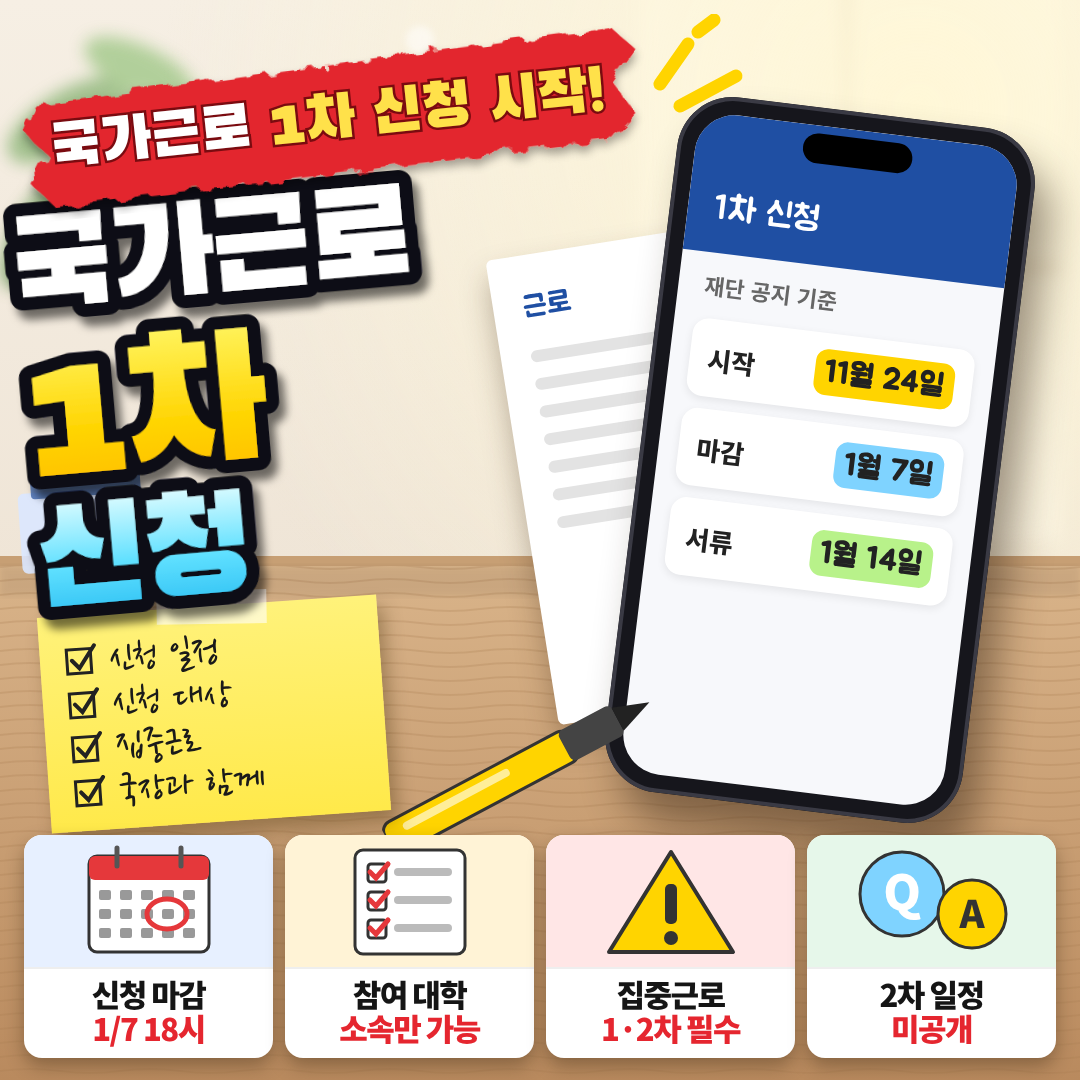 국가근로 1차 신청 시작!
국가근로
1차
신청
근로
1차 신청
재단 공지 기준
시작 11월 24일
마감 1월 7일
서류 1월 14일
신청 일정
신청 대상
집중근로
국장과 함께
신청 마감
1/7 18시
참여 대학
소속만 가능
집중근로
1·2차 필수
Q A
2차 일정
미공개